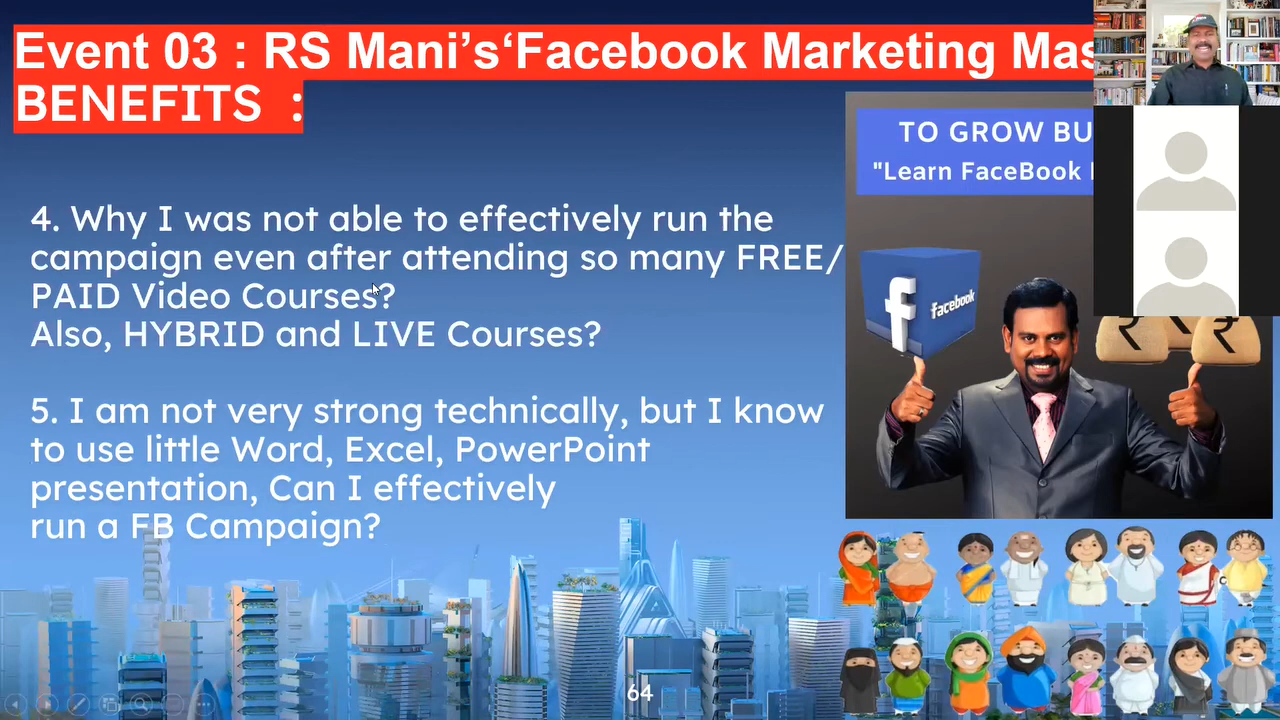 Event 03 : RS Mani’s‘Facebook Marketing Mas
BENEFITS :
TO GROW BU
"Learn FaceBook
4. Why I was not able to effectively run the
campaign even after attending so many FREE/
PAID Video Courses?
Also, HYBRID and LIVE Courses?
5. I am not very strong technically, but I know
to use little Word, Excel, PowerPoint
presentation, Can I effectively
run a FB Campaign?
f facebook
₹ ₹
64